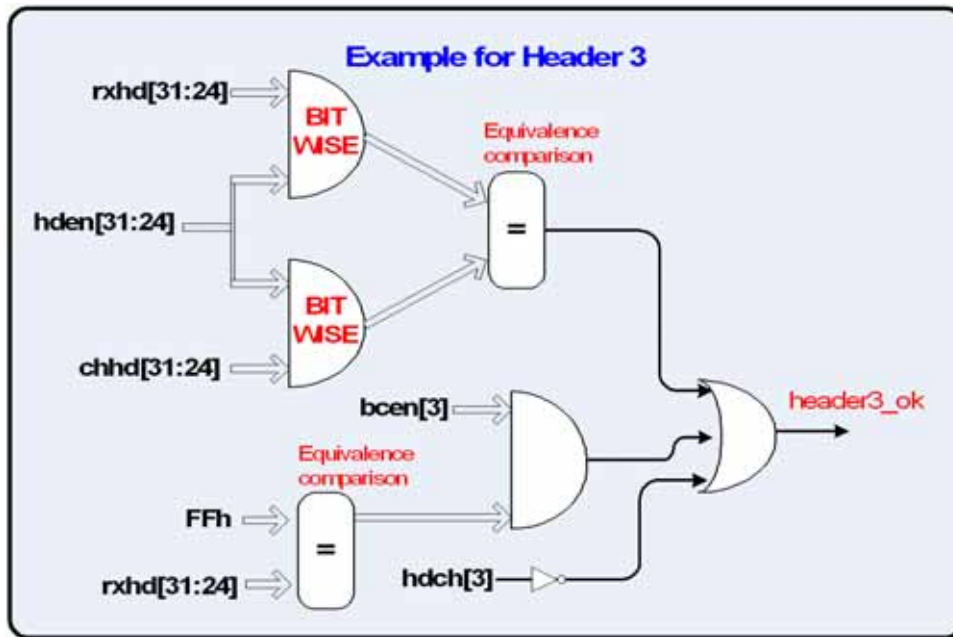 Example for Header 3
rxhd[31:24]
BIT
WISE
Equivalence
comparison
hden[31:24]
=
BIT
WISE
chhd[31:24]
bcen[3]
header3_ok
Equivalence
comparison
FFh
=
rxhd[31:24]
hdch[3]